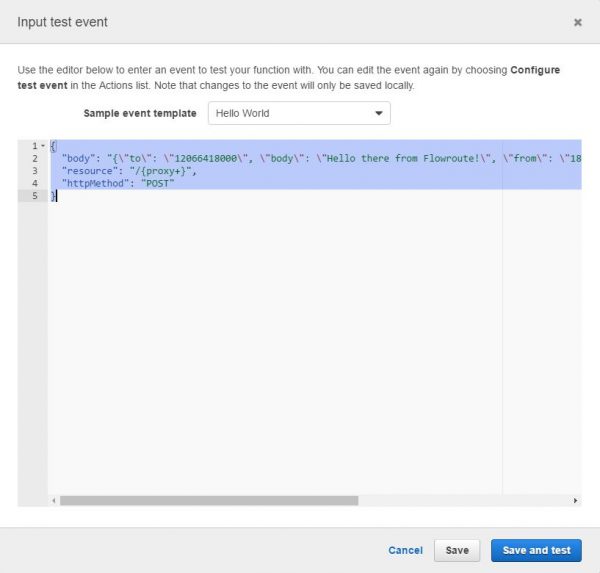 Input test event
Use the editor below to enter an event to test your function with. You can edit the event again by choosing Configure
test event in the Actions list. Note that changes to the event will only be saved locally.
Sample event template Hello World
1 {
2 "body": "{\"to\": \"12066418000\", \"body\": \"Hello there from Flowroute!\", \"from\": \"18
3 "resource": "/{proxy+}",
4 "httpMethod": "POST"
5 }
Cancel Save Save and test